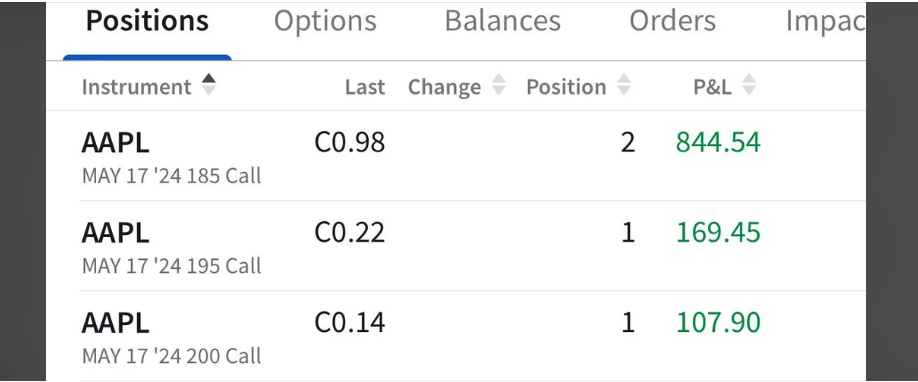 Positions Options Balances Orders Impac
Instrument Last Change Position P&L
AAPL C0.98 2 844.54
MAY 17 '24 185 Call
AAPL C0.22 1 169.45
MAY 17 '24 195 Call
AAPL C0.14 1 107.90
MAY 17 '24 200 Call